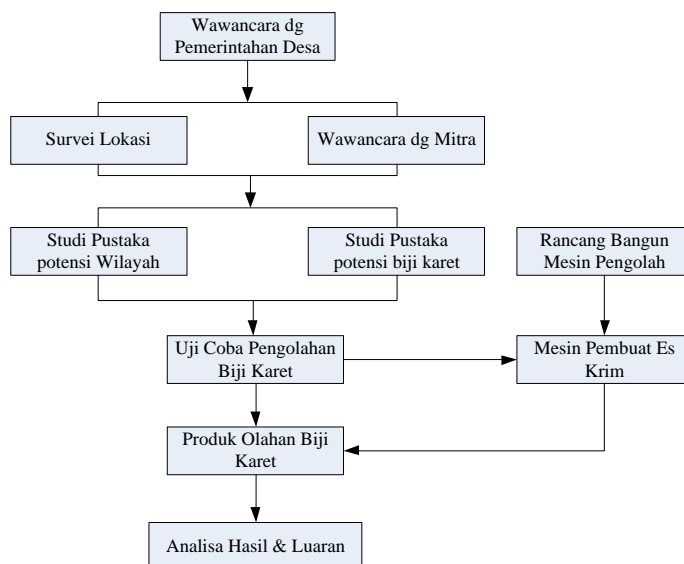 Wawancara dg
Pemerintahan Desa
Survei Lokasi
Wawancara dg Mitra
Studi Pustaka
potensi Wilayah
Studi Pustaka
potensi biji karet
Rancang Bangun
Mesin Pengolah
Uji Coba Pengolahan
Biji Karet
Mesin Pembuat Es
Krim
Produk Olahan Biji
Karet
Analisa Hasil & Luaran